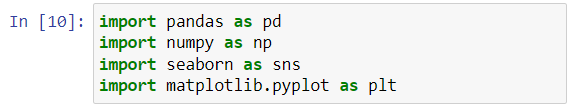 In [10]: import pandas as pd
import numpy as np
import seaborn as sns
import matplotlib.pyplot as plt